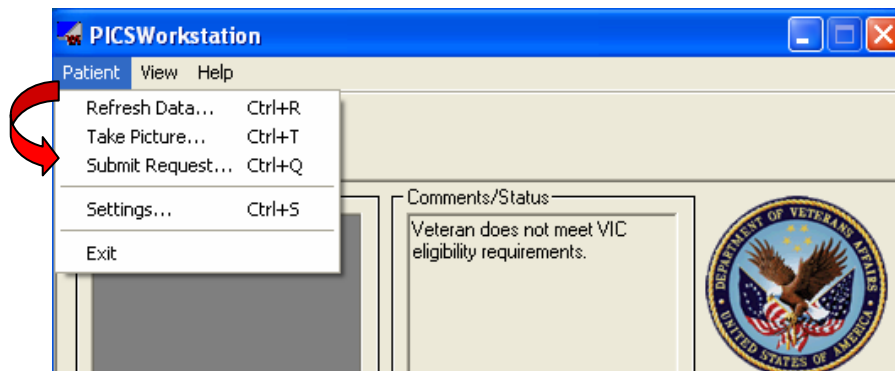 PICSWorkstation
Patient View Help
Refresh Data... Ctrl+R
Take Picture... Ctrl+T
Submit Request... Ctrl+Q
Settings... Ctrl+S
Exit
Comments/Status
Veteran does not meet VIC
eligibility requirements.
DEPARTMENT OF VETERANS AFFAIRS
UNITED STATES OF AMERICA